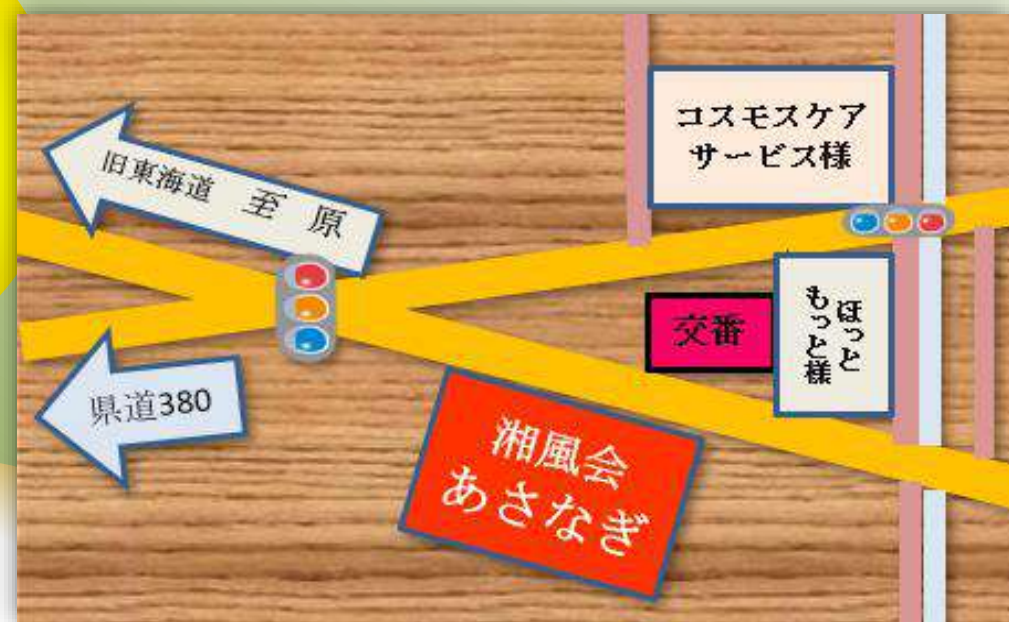 コスモスケア
サービス様
旧東海道　至　原
交番
ほっと
もっと様
県道380
湘風会
あさなぎ